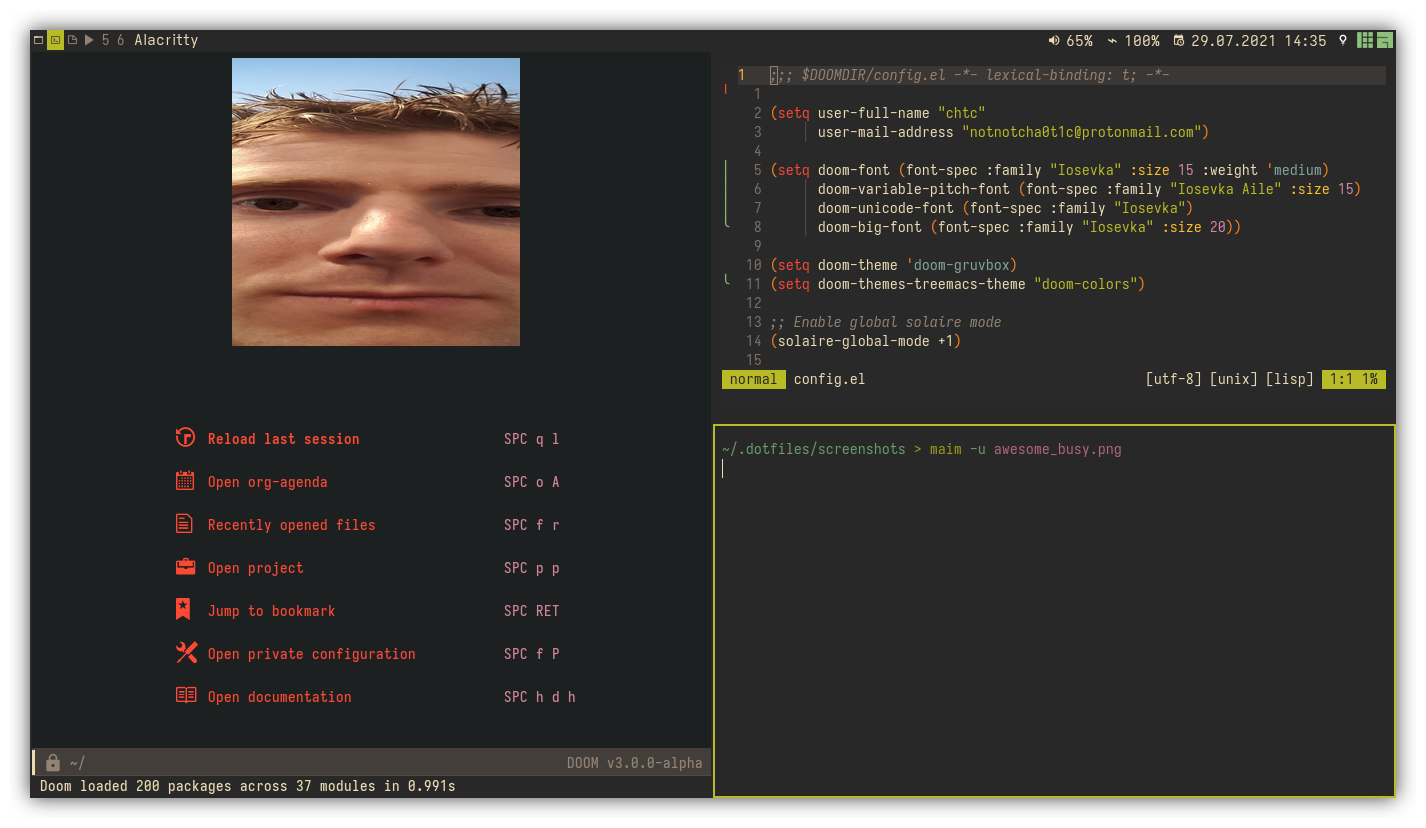 5 6 Alacritty
65% 100% 29.07.2021 14:35
Reload last session SPC q l
Open org-agenda SPC o A
Recently opened files SPC f r
Open project SPC p p
Jump to bookmark SPC RET
Open private configuration SPC f P
Open documentation SPC h d h
~/ DOOM v3.0.0-alpha
Doom loaded 200 packages across 37 modules in 0.991s
1 ;;; $DOOMDIR/config.el -*- lexical-binding: t; -*-
1
2 (setq user-full-name "chtc"
3 user-mail-address "notnotcha0t1c@protonmail.com")
4
5 (setq doom-font (font-spec :family "Iosevka" :size 15 :weight 'medium)
6 doom-variable-pitch-font (font-spec :family "Iosevka Aile" :size 15)
7 doom-unicode-font (font-spec :family "Iosevka")
8 doom-big-font (font-spec :family "Iosevka" :size 20))
9
10 (setq doom-theme 'doom-gruvbox)
11 (setq doom-themes-treemacs-theme "doom-colors")
12
13 ;; Enable global solaire mode
14 (solaire-global-mode +1)
15
normal config.el [utf-8] [unix] [lisp] 1:1 1%
~/.dotfiles/screenshots > maim -u awesome_busy.png